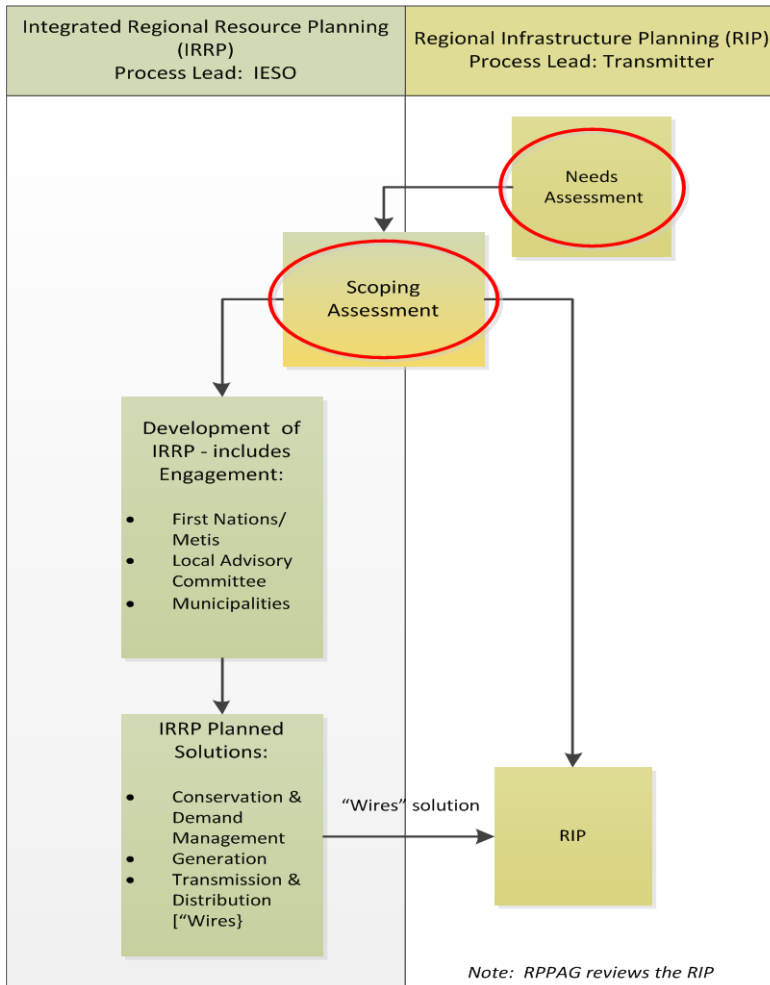 Integrated Regional Resource Planning
(IRRP)
Process Lead:  IESO
Regional Infrastructure Planning (RIP)
Process Lead: Transmitter
Needs
Assessment
Scoping
Assessment
Development  of
IRRP - includes
Engagement:
• First Nations/
Metis
• Local Advisory
Committee
• Municipalities
IRRP Planned
Solutions:
• Conservation &
Demand
Management
• Generation
• Transmission &
Distribution
[“Wires}
“Wires” solution
RIP
Note:  RPPAG reviews the RIP